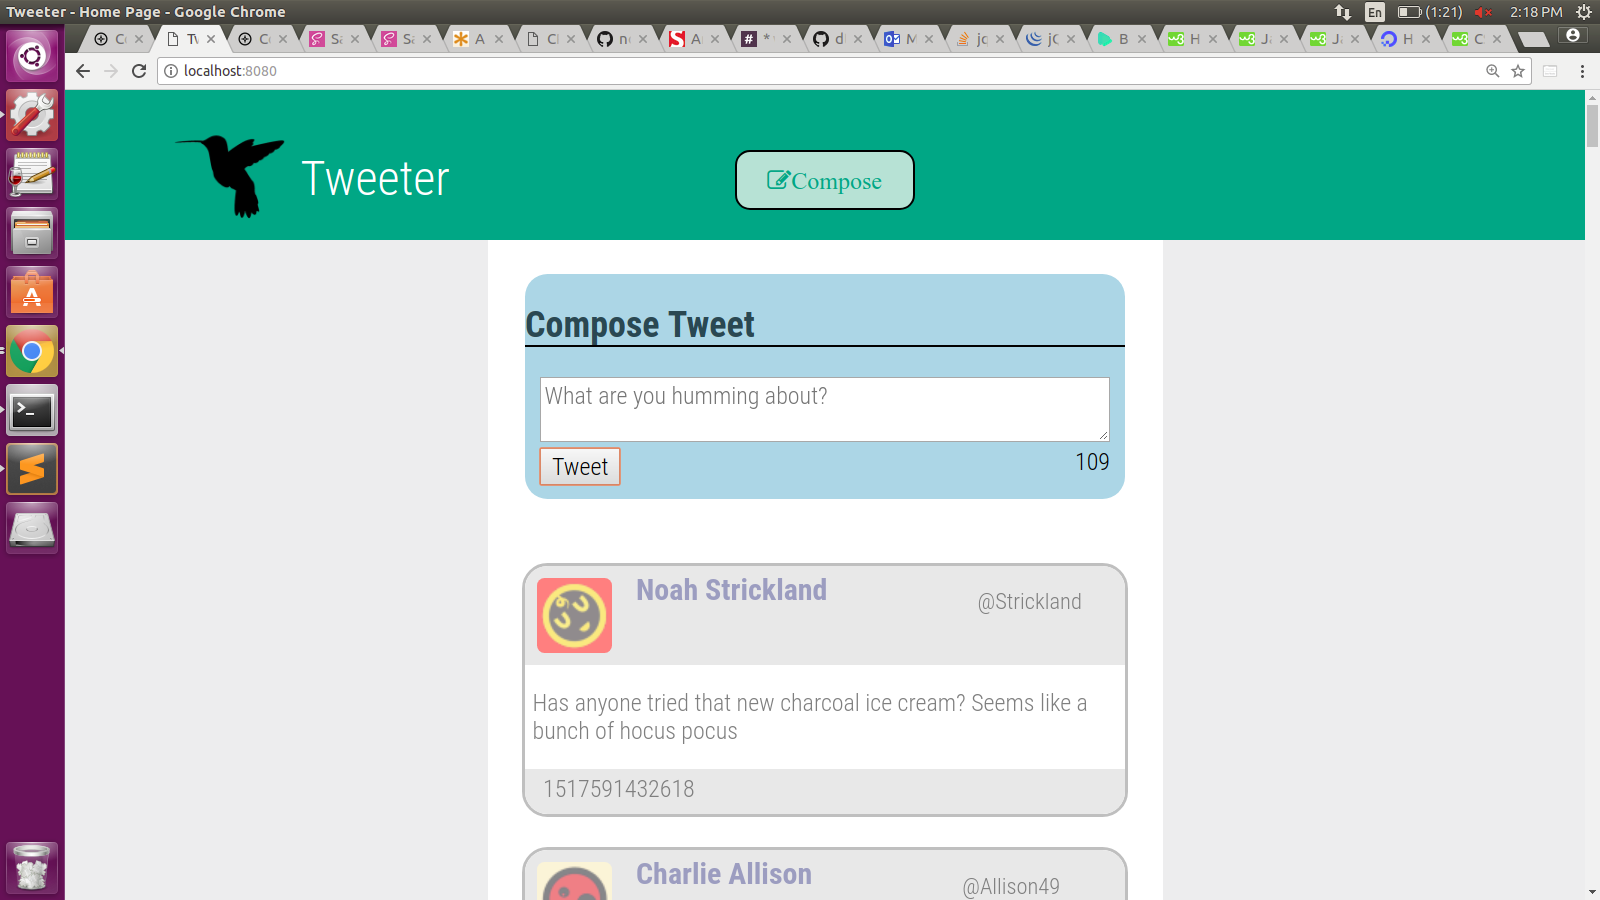 Tweeter - Home Page - Google Chrome
En (1:21) 2:18 PM
localhost:8080
Tweeter
Compose
Compose Tweet
What are you humming about?
Tweet 109
Noah Strickland @Strickland
Has anyone tried that new charcoal ice cream? Seems like a
bunch of hocus pocus
1517591432618
Charlie Allison @Allison49